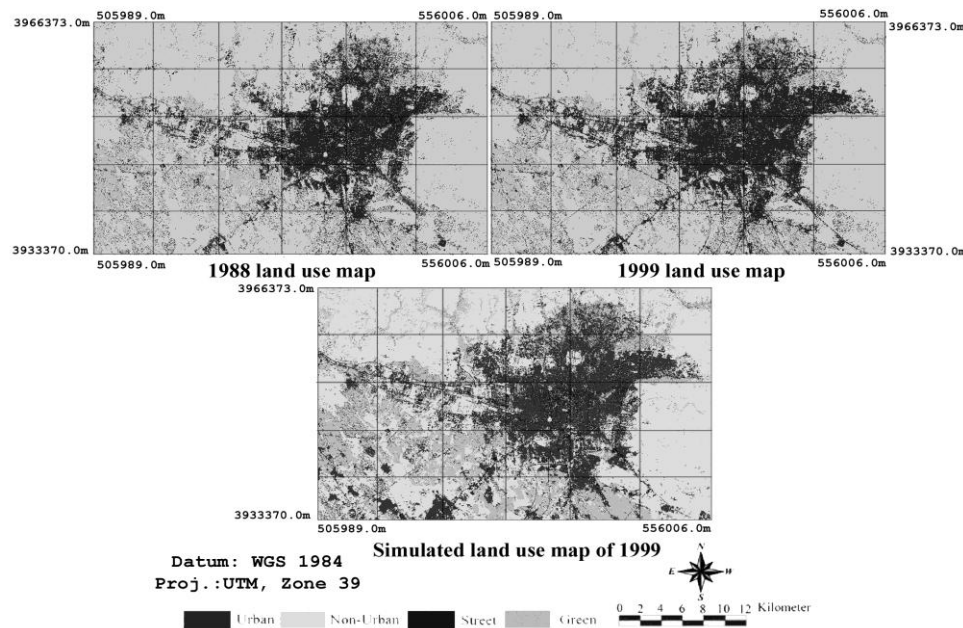 3966373.0m
505989.0m
556006.0m
505989.0m
556006.0m
3966373.0m
3933370.0m
505989.0m
1988 land use map
556006.0m
505989.0m
1999 land use map
556006.0m
3933370.0m
3966373.0m
3933370.0m
505989.0m
Simulated land use map of 1999
556006.0m
Datum: WGS 1984
Proj.:UTM, Zone 39
N
E
W
S
Urban
Non-Urban
Street
Green
0 2 4 6 8 10 12 Kilometer